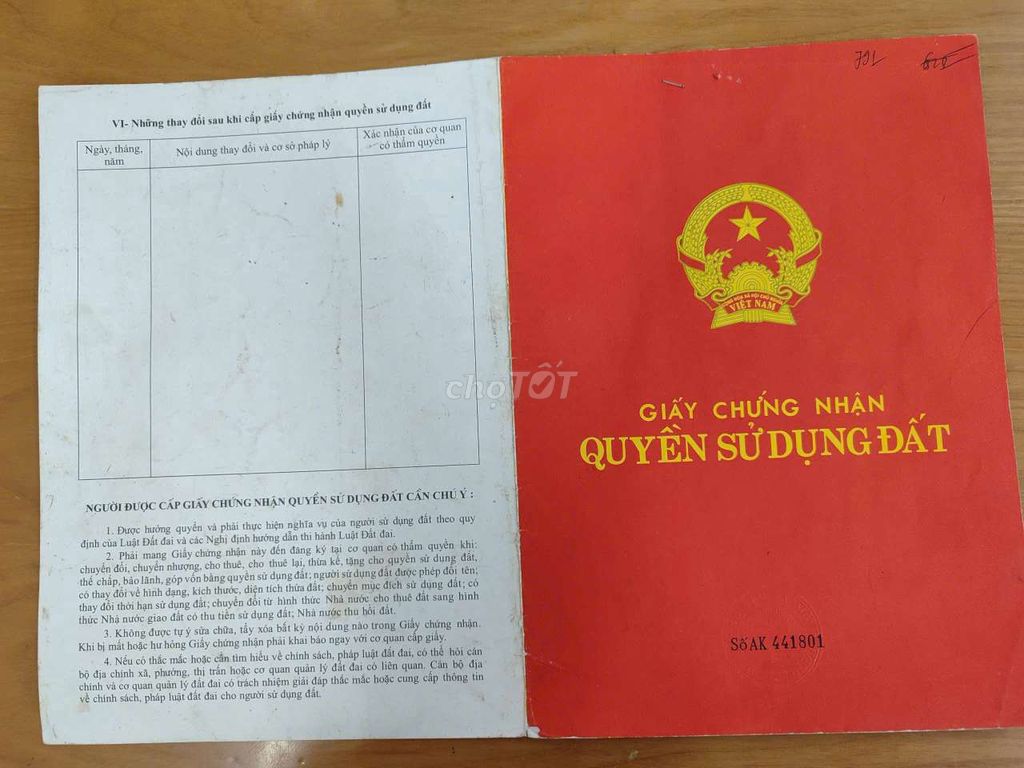 VI- Những thay đổi sau khi cấp giấy chứng nhận quyền sử dụng đất
Ngày, tháng, năm
Nội dung thay đổi và cơ sở pháp lý
Xác nhận của cơ quan có thẩm quyền
NGƯỜI ĐƯỢC CẤP GIẤY CHỨNG NHẬN QUYỀN SỬ DỤNG ĐẤT CẦN CHÚ Ý :
1. Được hưởng quyền và phải thực hiện nghĩa vụ của người sử dụng đất theo quy
định của Luật Đất đai và các Nghị định hướng dẫn thi hành Luật Đất đai.
2. Phải mang Giấy chứng nhận này đến đăng ký tại cơ quan có thẩm quyền khi:
chuyển đổi, chuyển nhượng, cho thuê, cho thuê lại, thừa kế, tặng cho quyền sử dụng đất,
thế chấp, bảo lãnh, góp vốn bằng quyền sử dụng đất; người sử dụng đất được phép đổi tên;
có thay đổi về hình dạng, kích thước, diện tích thửa đất; chuyển mục đích sử dụng đất; có
thay đổi thời hạn sử dụng đất; chuyển đổi từ hình thức Nhà nước cho thuê đất sang hình
thức Nhà nước giao đất có thu tiền sử dụng đất; Nhà nước thu hồi đất.
3. Không được tự ý sửa chữa, tẩy xóa bất kỳ nội dung nào trong Giấy chứng nhận.
Khi bị mất hoặc hư hỏng Giấy chứng nhận phải khai báo ngay với cơ quan cấp giấy.
4. Nếu có thắc mắc hoặc cần tìm hiểu về chính sách, pháp luật đất đai, có thể hỏi cán
bộ địa chính xã, phường, thị trấn hoặc cơ quan quản lý đất đai có liên quan. Cán bộ địa
chính và cơ quan quản lý đất đai có trách nhiệm giải đáp thắc mắc hoặc cung cấp thông tin
về chính sách, pháp luật đất đai cho người sử dụng đất.
chợTỐT
CỘNG HÒA XÃ HỘI CHỦ NGHĨA
VIỆT NAM
GIẤY CHỨNG NHẬN
QUYỀN SỬ DỤNG ĐẤT
Số AK 441801